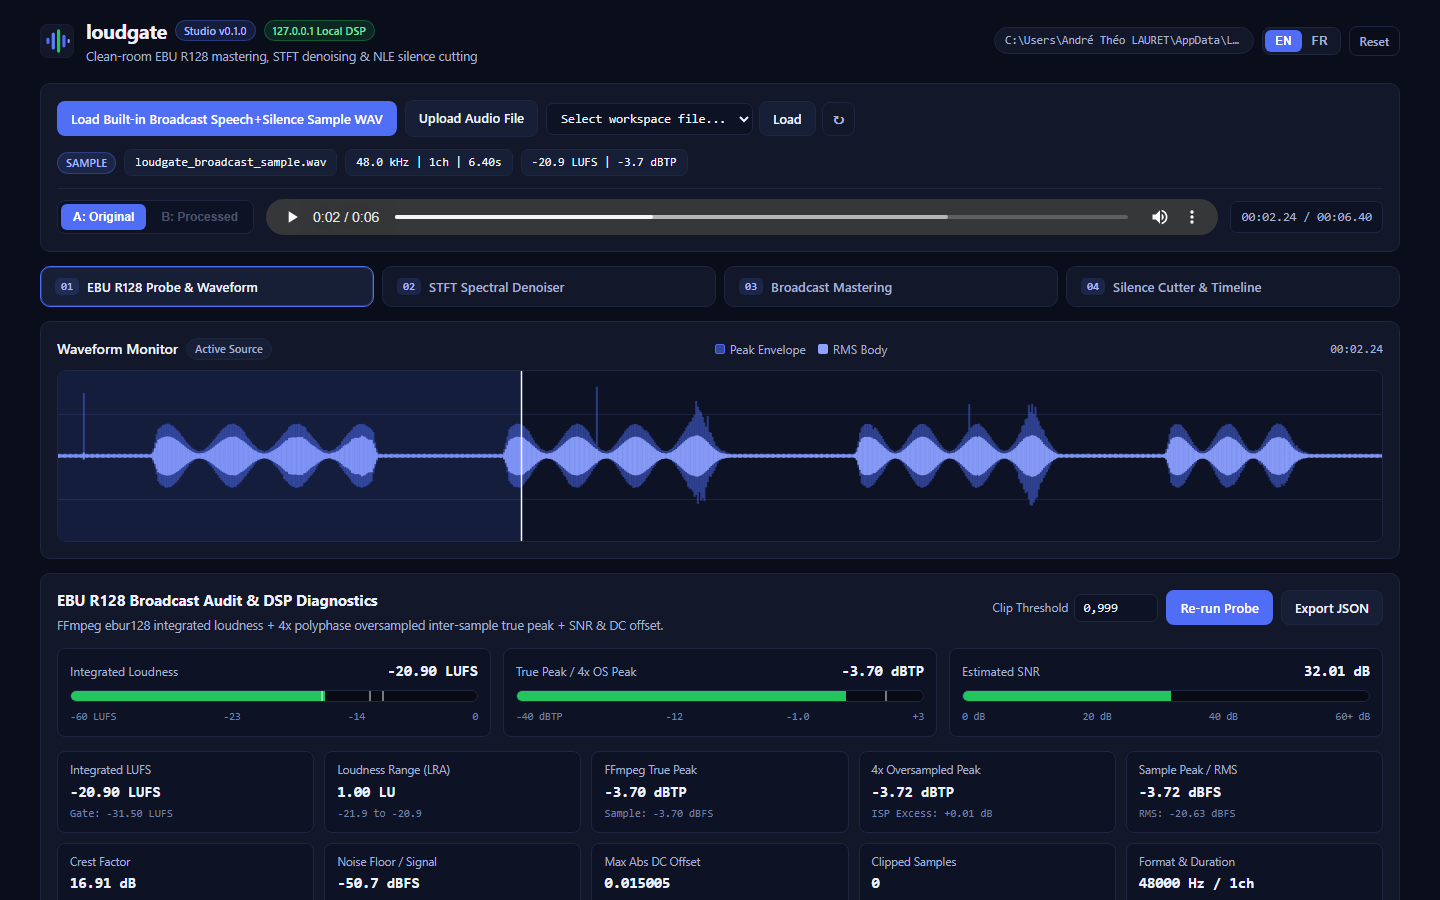 loudgate Studio v0.1.0 127.0.0.1 Local DSP
Clean-room EBU R128 mastering, STFT denoising & NLE silence cutting
C:\Users\André Théo LAURET\AppData\L… EN FR Reset
Load Built-in Broadcast Speech+Silence Sample WAV Upload Audio File Select workspace file... Load ↻
SAMPLE loudgate_broadcast_sample.wav 48.0 kHz | 1ch | 6.40s -20.9 LUFS | -3.7 dBTP
A: Original B: Processed 0:02 / 0:06 00:02.24 / 00:06.40
01 EBU R128 Probe & Waveform 02 STFT Spectral Denoiser 03 Broadcast Mastering 04 Silence Cutter & Timeline
Waveform Monitor Active Source Peak Envelope RMS Body 00:02.24
EBU R128 Broadcast Audit & DSP Diagnostics
FFmpeg ebur128 integrated loudness + 4x polyphase oversampled inter-sample true peak + SNR & DC offset.
Clip Threshold 0,999 Re-run Probe Export JSON
Integrated Loudness -20.90 LUFS
-60 LUFS -23 -14 0
True Peak / 4x OS Peak -3.70 dBTP
-40 dBTP -12 -1.0 +3
Estimated SNR 32.01 dB
0 dB 20 dB 40 dB 60+ dB
Integrated LUFS
-20.90 LUFS
Gate: -31.50 LUFS
Loudness Range (LRA)
1.00 LU
-21.9 to -20.9
FFmpeg True Peak
-3.70 dBTP
Sample: -3.70 dBFS
4x Oversampled Peak
-3.72 dBTP
ISP Excess: +0.01 dB
Sample Peak / RMS
-3.72 dBFS
RMS: -20.63 dBFS
Crest Factor
16.91 dB
Noise Floor / Signal
-50.7 dBFS
Max Abs DC Offset
0.015005
Clipped Samples
0
Format & Duration
48000 Hz / 1ch